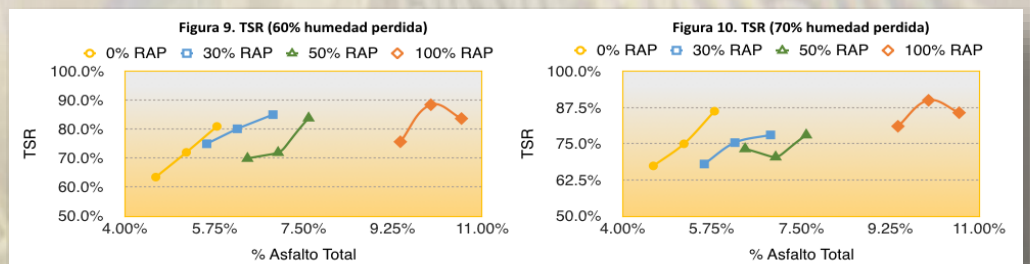 Figura 9. TSR (60% humedad perdida)
0% RAP 30% RAP 50% RAP 100% RAP
100.0%
90.0%
80.0%
70.0%
60.0%
50.0%
TSR
4.00% 5.75% 7.50% 9.25% 11.00%
% Asfalto Total
Figura 10. TSR (70% humedad perdida)
0% RAP 30% RAP 50% RAP 100% RAP
100.0%
87.5%
75.0%
62.5%
50.0%
TSR
4.00% 5.75% 7.50% 9.25% 11.00%
% Asfalto Total